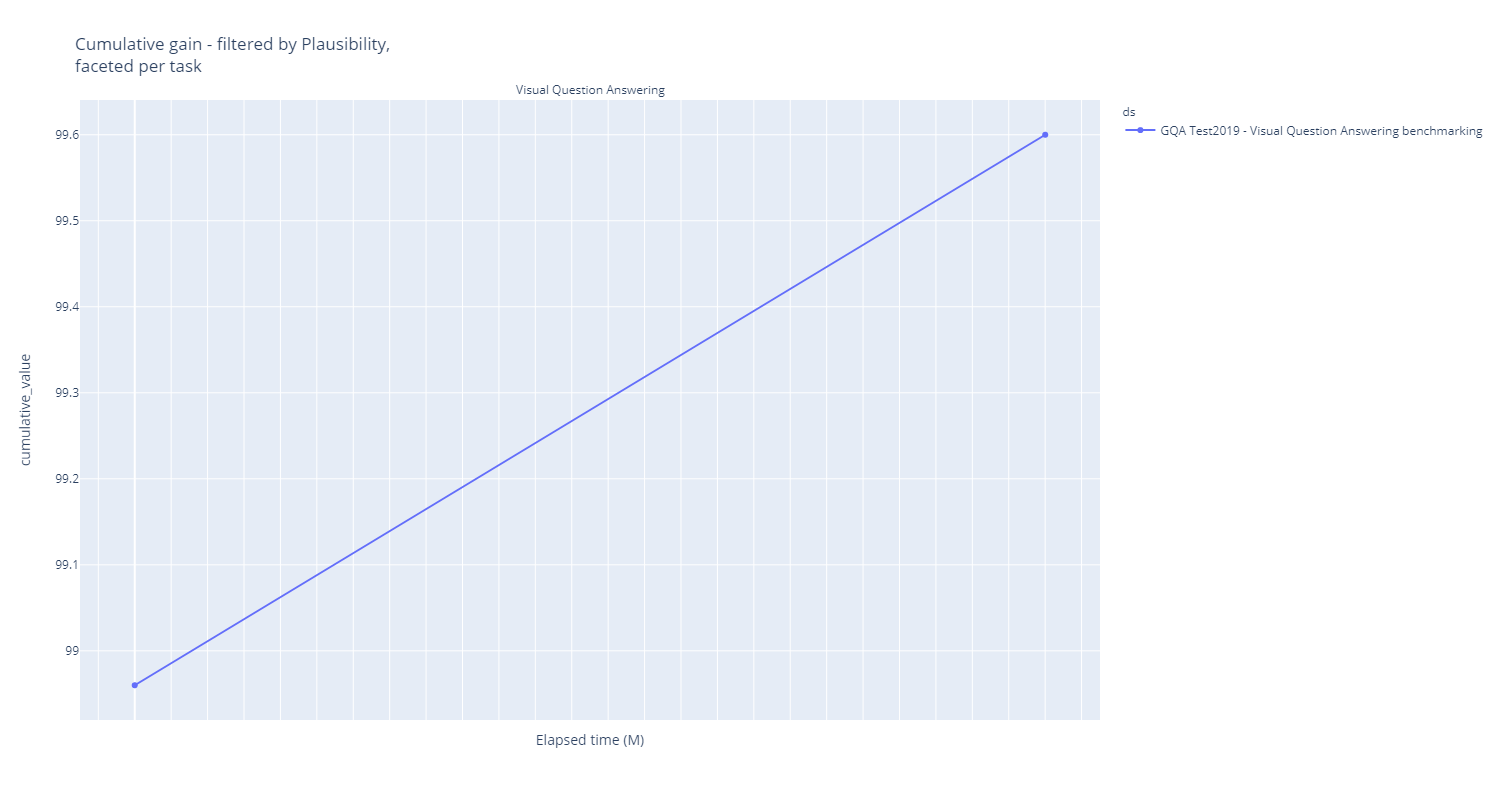 Cumulative gain - filtered by Plausibility,
faceted per task
Visual Question Answering
ds
GQA Test2019 - Visual Question Answering benchmarking
99.6
99.5
99.4
99.3
99.2
99.1
99
cumulative_value
Elapsed time (M)